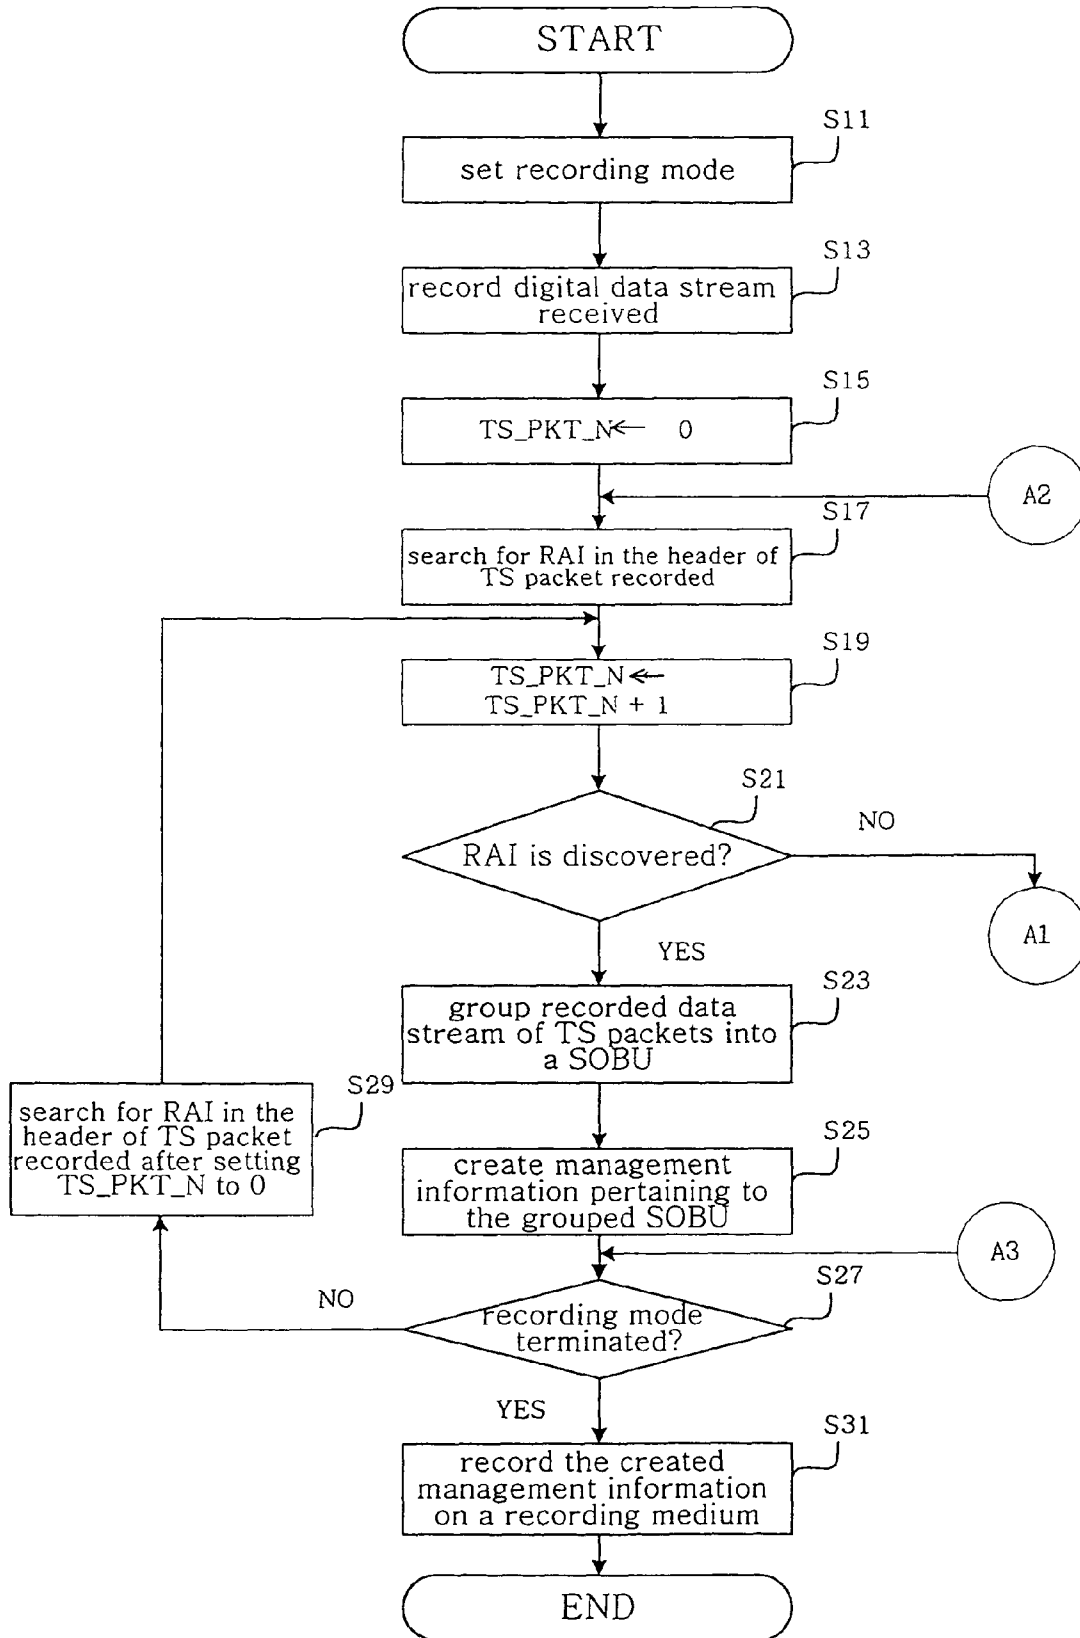 START
S11
set recording mode
S13
record digital data stream
received
S15
TS_PKT_N← 0
A2
S17
search for RAI in the header of
TS packet recorded
S19
TS_PKT_N←
TS_PKT_N + 1
S21
NO
RAI is discovered?
A1
YES
S23
group recorded data
stream of TS packets into
a SOBU
S29
search for RAI in the
header of TS packet
recorded after setting
TS_PKT_N to 0
S25
create management
information pertaining to
the grouped SOBU
A3
S27
NO
recording mode
terminated?
YES
S31
record the created
management information
on a recording medium
END